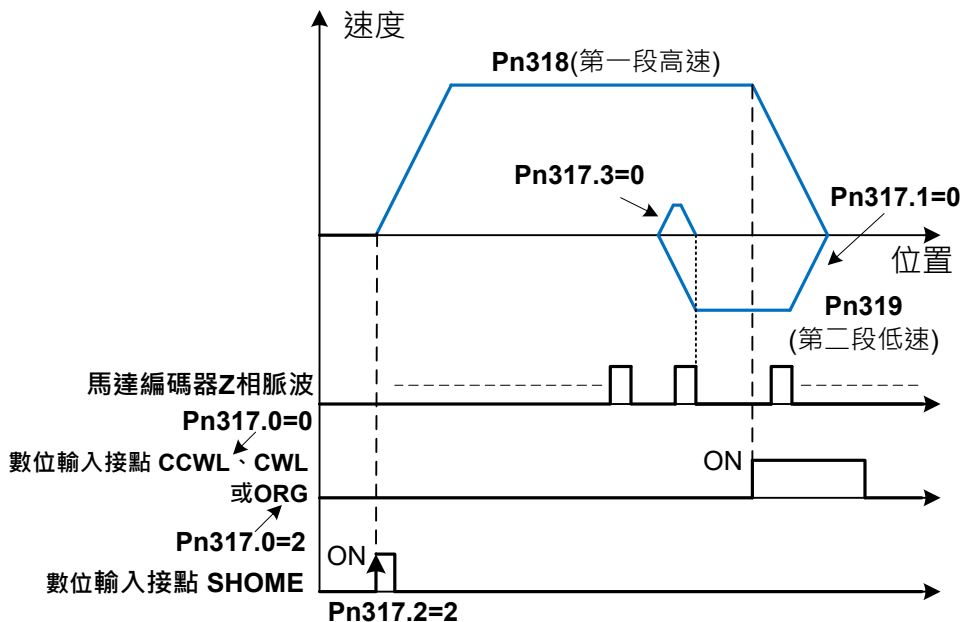 速度
Pn318(第一段高速)
Pn317.3=0
Pn317.1=0
位置
Pn319
(第二段低速)
馬達編碼器Z相脈波
Pn317.0=0
數位輸入接點 CCWL、CWL
ON
或ORG
Pn317.0=2
ON
數位輸入接點 SHOME
Pn317.2=2